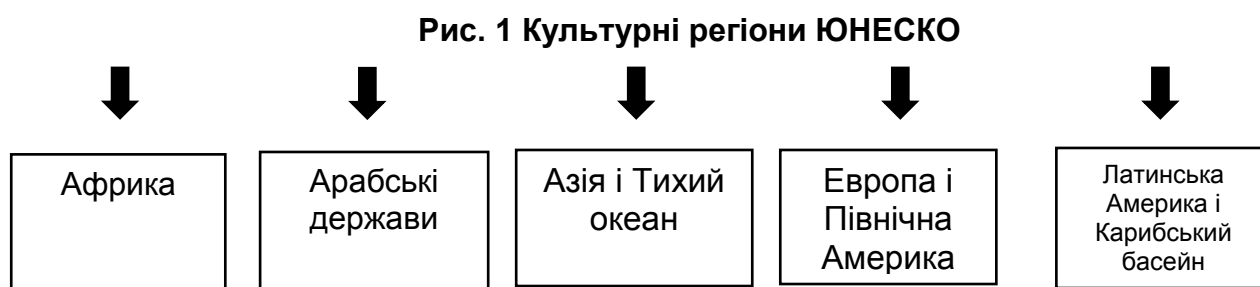 Рис. 1 Культурні регіони ЮНЕСКО
Африка
Арабські
держави
Азія і Тихий
океан
Европа і
Північна
Америка
Латинська
Америка і
Карибський
басейн